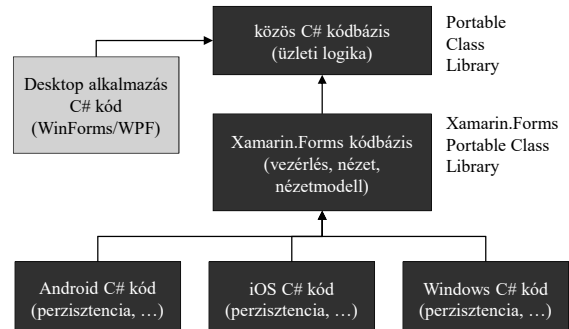 közös C# kódbázis
(üzleti logika)
Portable
Class
Library
Desktop alkalmazás
C# kód
(WinForms/WPF)
Xamarin.Forms kódbázis
(vezérlés, nézet,
nézetmodell)
Xamarin.Forms
Portable Class
Library
Android C# kód
(perzisztencia, …)
iOS C# kód
(perzisztencia, …)
Windows C# kód
(perzisztencia, …)